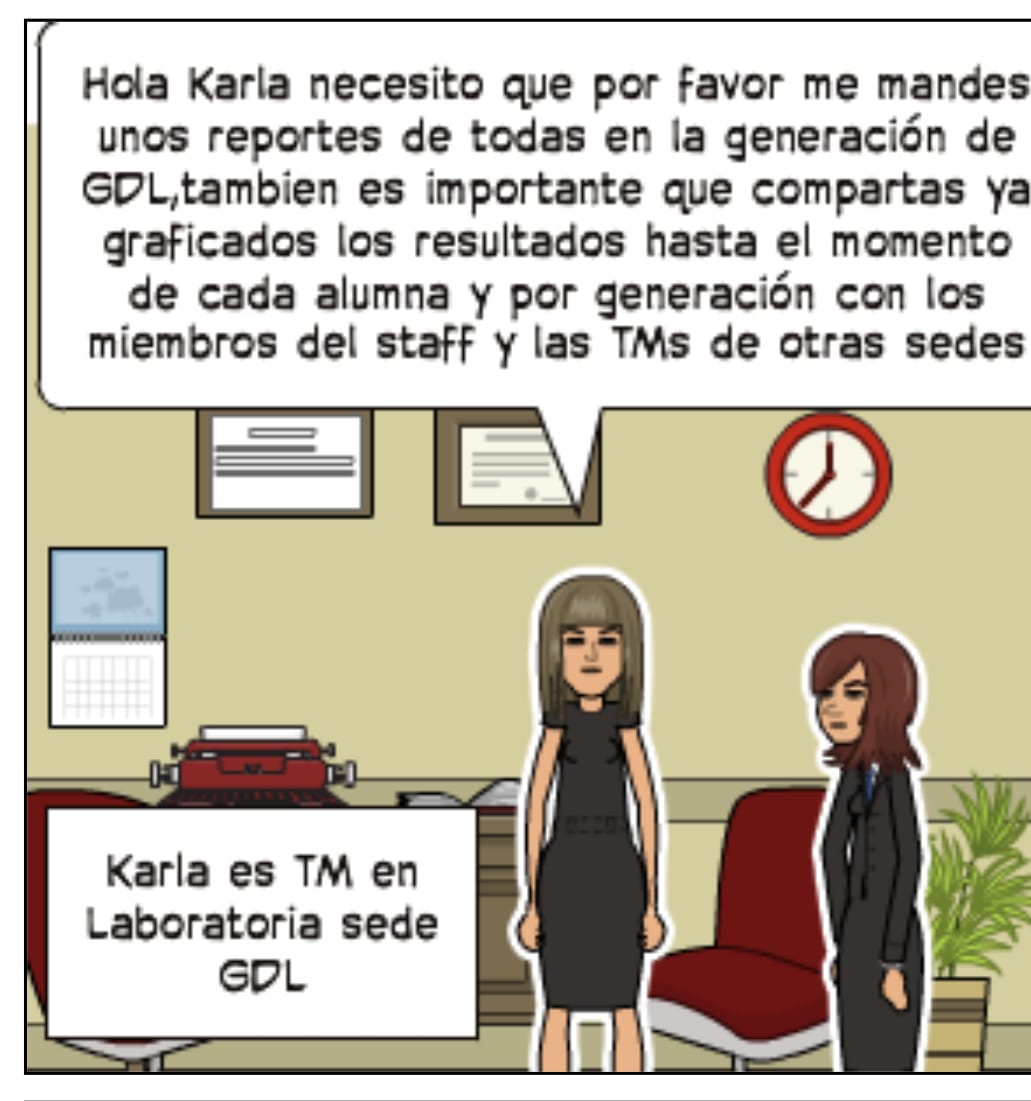 Hola Karla necesito que por favor me mandes
unos reportes de todas en la generación de
GDL,tambien es importante que compartas ya
graficados los resultados hasta el momento
de cada alumna y por generación con los
miembros del staff y las TMs de otras sedes
Karla es TM en
Laboratoria sede
GDL